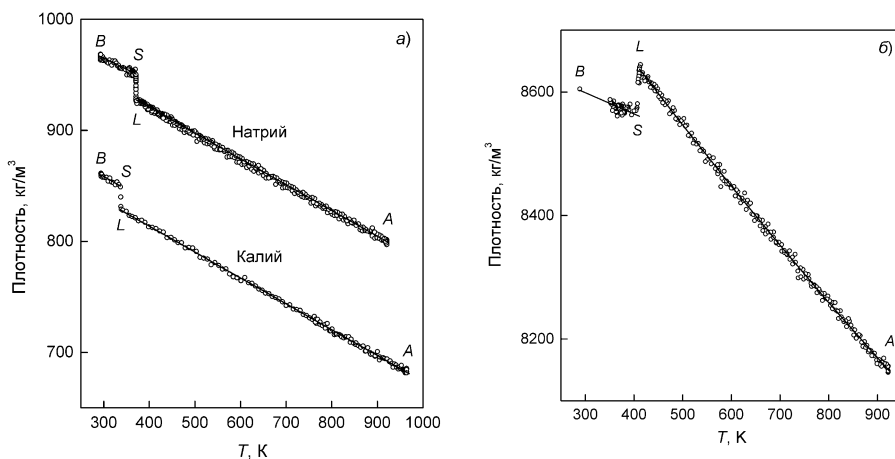 а)
1000
900
800
700
Плотность, кг/м³
B
S
L
Натрий
A
B
S
L
Калий
A
300 400 500 600 700 800 900 1000
T, К
б)
8600
8400
8200
Плотность, кг/м³
B
S
L
A
300 400 500 600 700 800 900
T, K